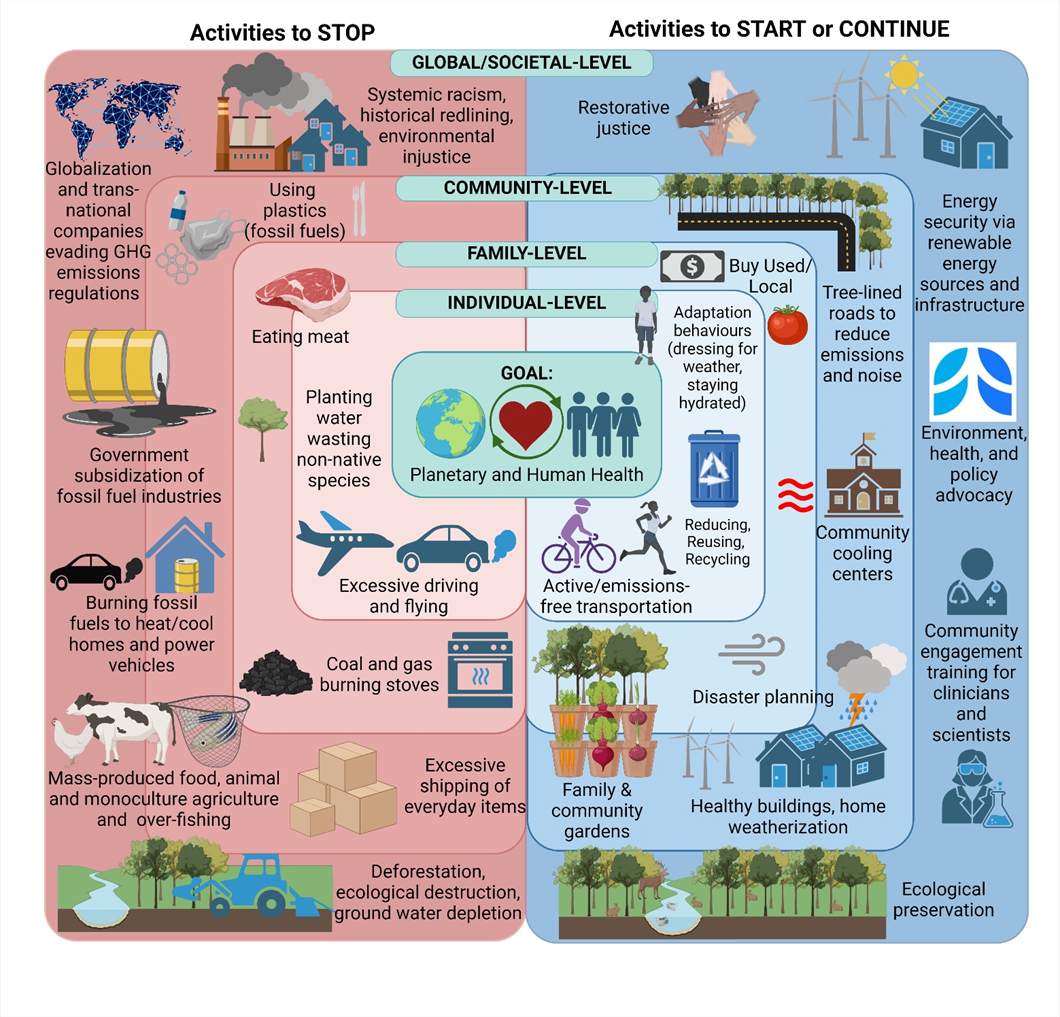 Activities to STOP
Activities to START or CONTINUE
GLOBAL/SOCIETAL-LEVEL
Systemic racism,
historical redlining,
environmental
injustice
Globalization
and trans-
national
companies
evading GHG
emissions
regulations
Restorative
justice
Energy
security via
renewable
energy
sources and
infrastructure
COMMUNITY-LEVEL
Using
plastics
(fossil fuels)
Tree-lined
roads to
reduce
emissions
and noise
FAMILY-LEVEL
Eating meat
Buy Used/
Local
INDIVIDUAL-LEVEL
Adaptation
behaviours
(dressing for
weather,
staying
hydrated)
GOAL:
Planetary and Human Health
Planting
water
wasting
non-native
species
Government
subsidization of
fossil fuel industries
Environment,
health, and
policy
advocacy
Reducing,
Reusing,
Recycling
Community
cooling
centers
Excessive driving
and flying
Active/emissions-
free transportation
Burning fossil
fuels to heat/cool
homes and power
vehicles
Coal and gas
burning stoves
Disaster planning
Community
engagement
training for
clinicians
and
scientists
Mass-produced food, animal
and monoculture agriculture
and over-fishing
Excessive
shipping of
everyday items
Family &
community
gardens
Healthy buildings, home
weatherization
Deforestation,
ecological destruction,
ground water depletion
Ecological
preservation